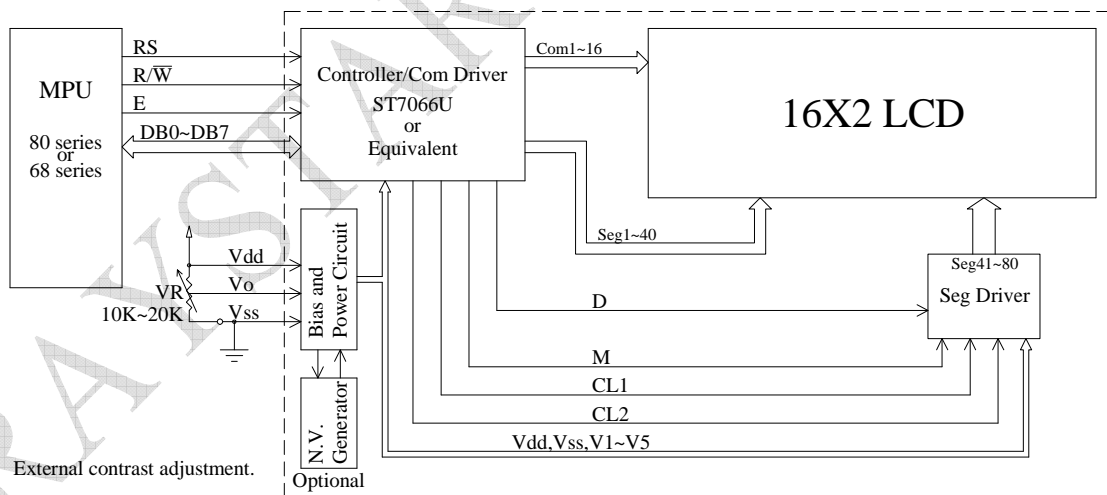 MPU
80 series
or
68 series
RS
R/W̅
E
DB0~DB7
Controller/Com Driver
ST7066U
or
Equivalent
Com1~16
16X2 LCD
Seg1~40
Seg41~80
Seg Driver
Vdd
Vo
Vss
VR
10K~20K
Bias and
Power Circuit
N.V.
Generator
Optional
D
M
CL1
CL2
Vdd,Vss,V1~V5
External contrast adjustment.
RAYSTAR